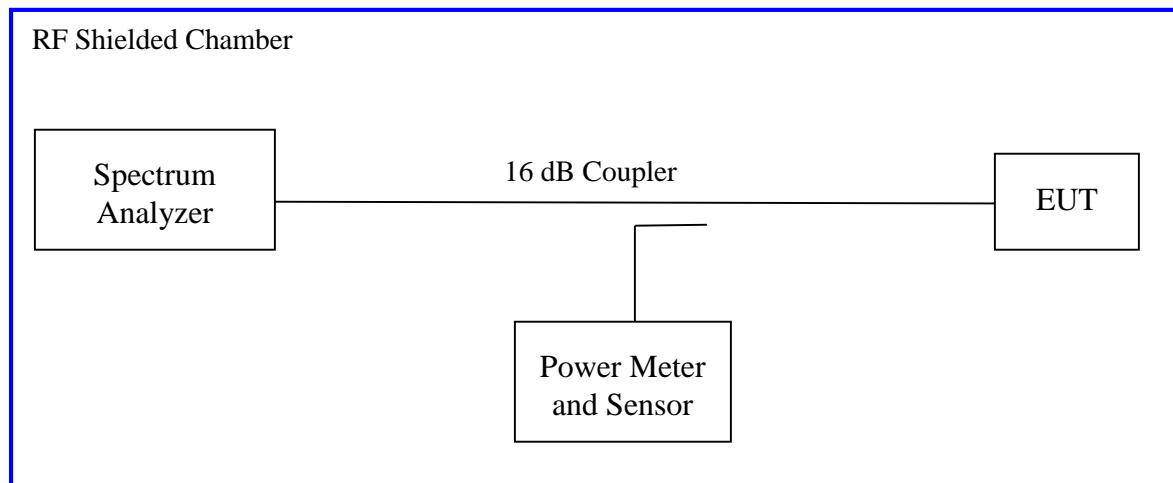 RF Shielded Chamber
Spectrum
Analyzer
16 dB Coupler
EUT
Power Meter
and Sensor